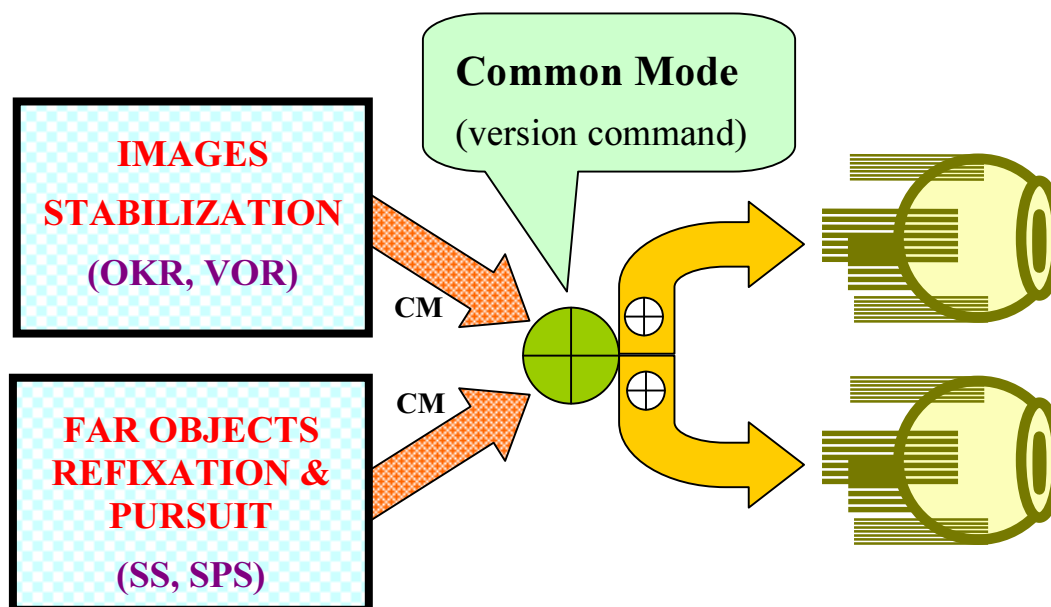 Common Mode
(version command)
IMAGES
STABILIZATION
(OKR, VOR)
CM
CM
FAR OBJECTS
REFIXATION &
PURSUIT
(SS, SPS)